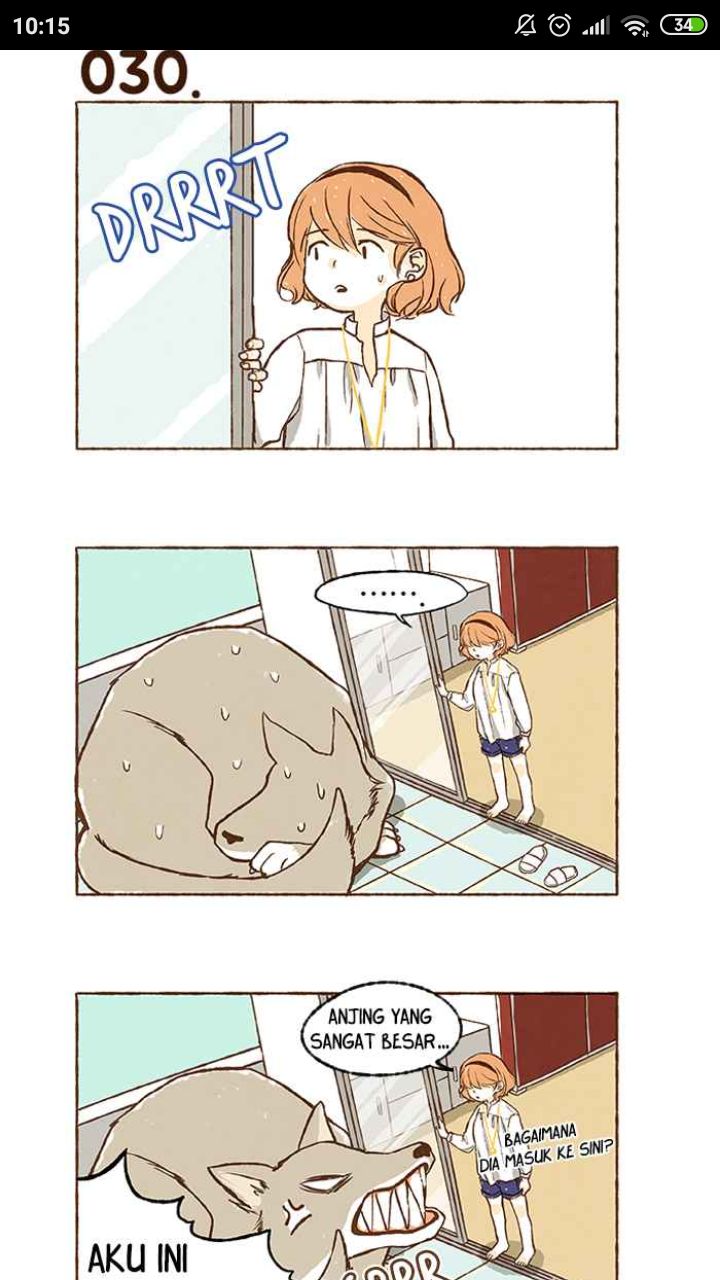 10:15
34
030.
DRRRT
.......
ANJING YANG
SANGAT BESAR...
BAGAIMANA
DIA MASUK KE SINI?
AKU INI